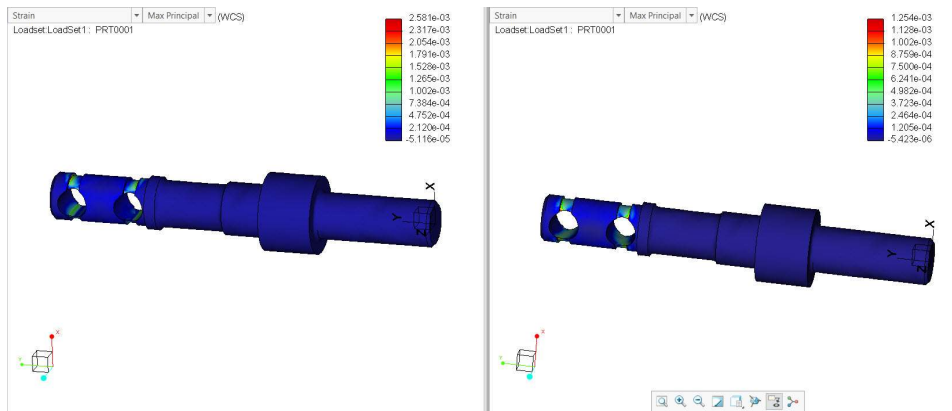 Strain Max Principal (WCS)
Loadset:LoadSet1 : PRT0001
2.581e-03
2.317e-03
2.054e-03
1.791e-03
1.528e-03
1.265e-03
1.002e-03
7.384e-04
4.752e-04
2.120e-04
-5.116e-05
X
Y
Z
x
Y
Strain Max Principal (WCS)
Loadset:LoadSet1 : PRT0001
1.254e-03
1.128e-03
1.002e-03
8.759e-04
7.500e-04
6.241e-04
4.982e-04
3.723e-04
2.464e-04
1.205e-04
-5.423e-06
X
Y
Z
x
Y